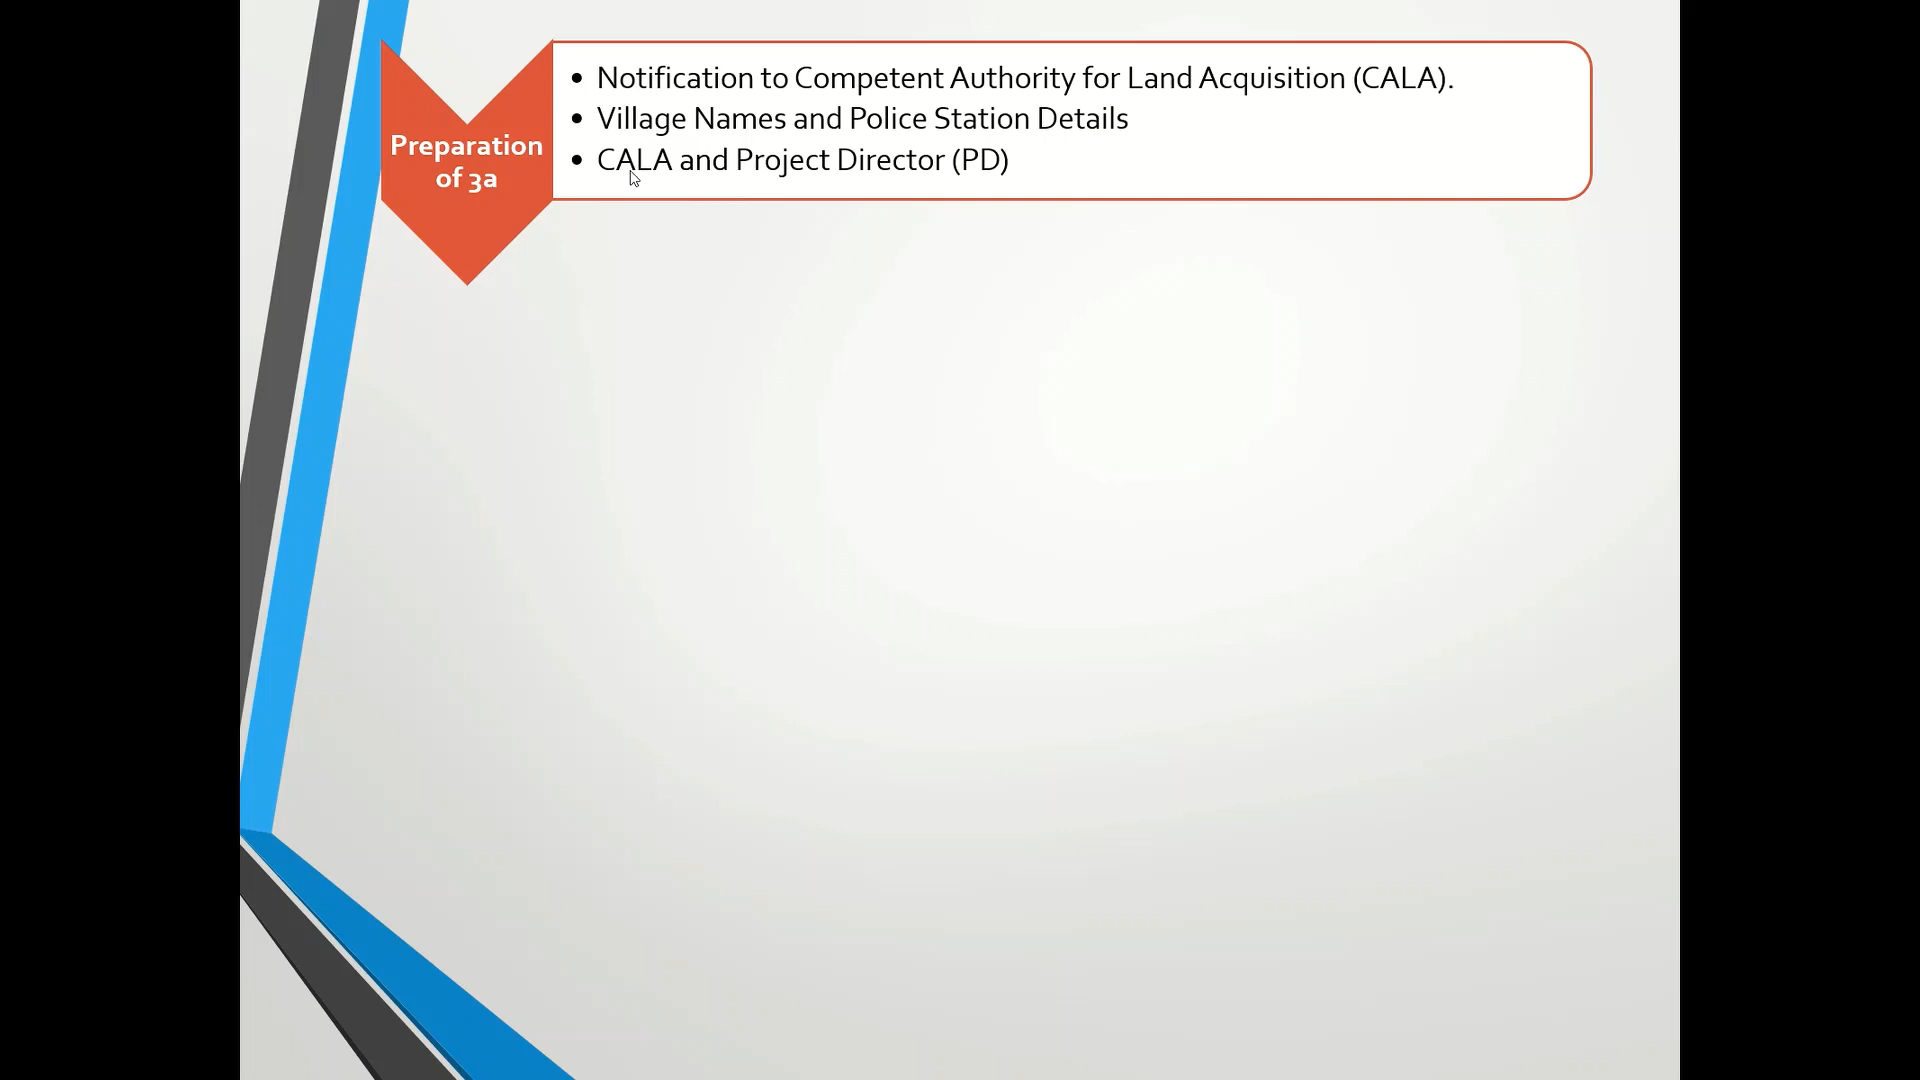 Preparation
of 3a
• Notification to Competent Authority for Land Acquisition (CALA).
• Village Names and Police Station Details
• CALA and Project Director (PD)